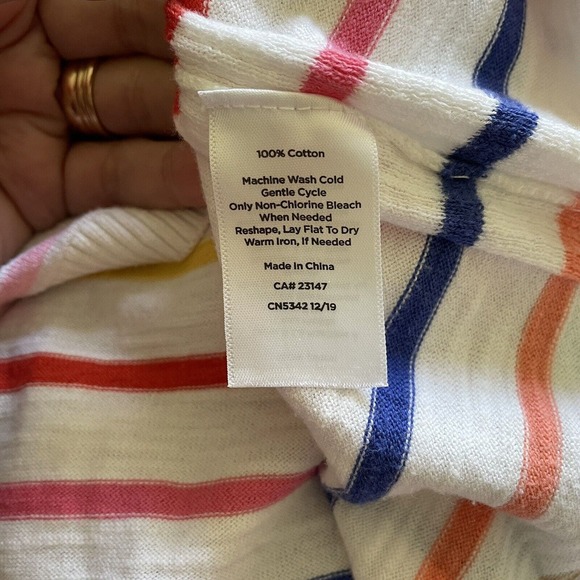 100% Cotton
Machine Wash Cold
Gentle Cycle
Only Non-Chlorine Bleach
When Needed
Reshape, Lay Flat To Dry
Warm Iron, If Needed
Made In China
CA# 23147
CN5342 12/19